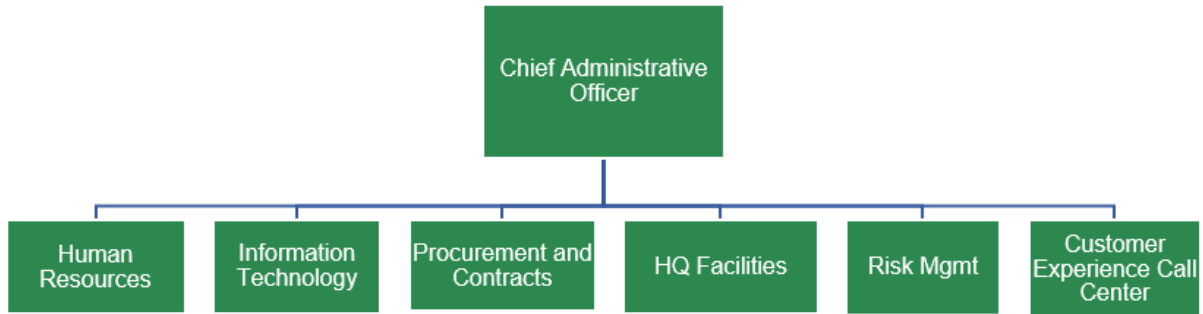 Chief Administrative
Officer
Human
Resources
Information
Technology
Procurement and
Contracts
HQ Facilities
Risk Mgmt
Customer
Experience Call
Center